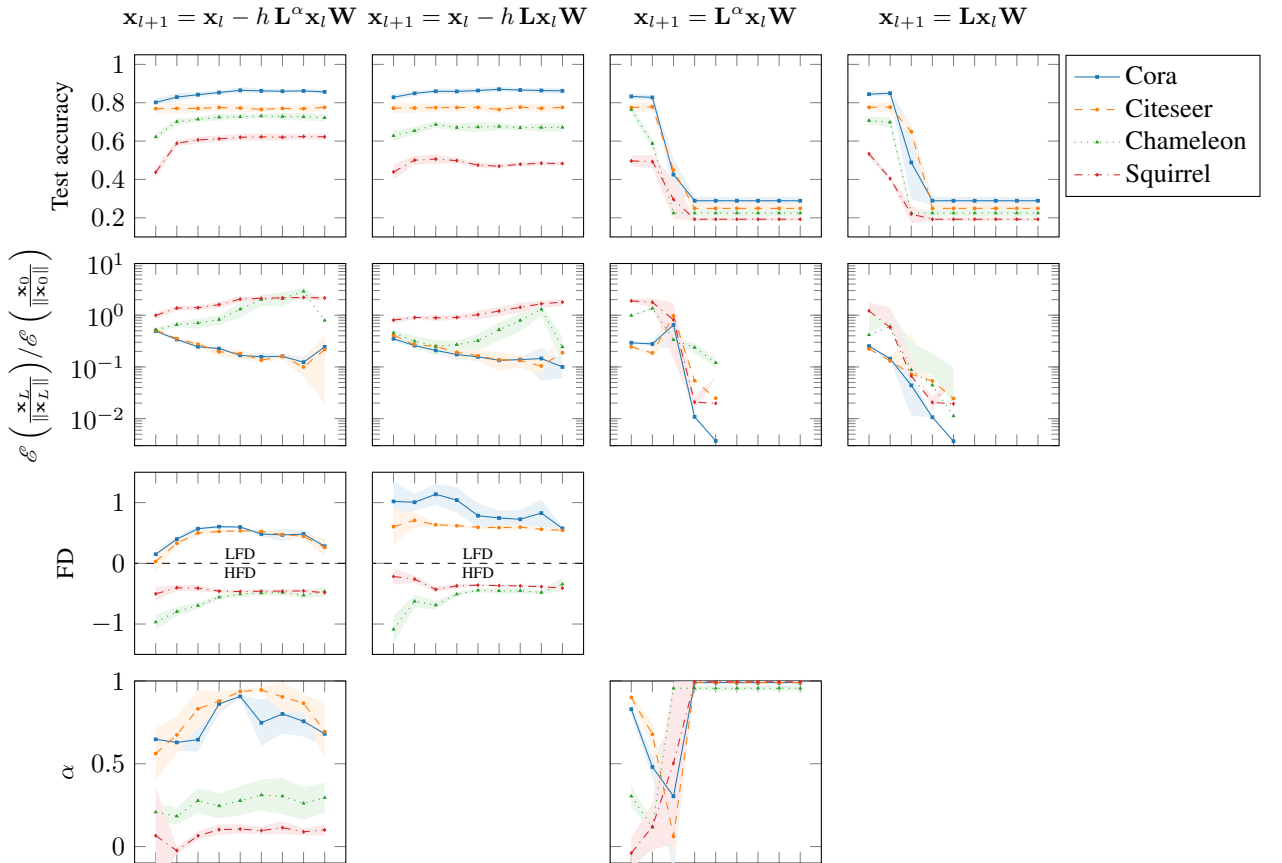 x_{l+1} = x_l − h L^α x_l W
x_{l+1} = x_l − h L x_l W
x_{l+1} = L^α x_l W
x_{l+1} = L x_l W
Test accuracy
1
0.8
0.6
0.4
0.2
Cora
Citeseer
Chameleon
Squirrel
ℰ(x_L/‖x_L‖)/ℰ(x_0/‖x_0‖)
10^1
10^0
10^{−1}
10^{−2}
FD
1
0
−1
LFD
HFD
LFD
HFD
α
1
0.5
0